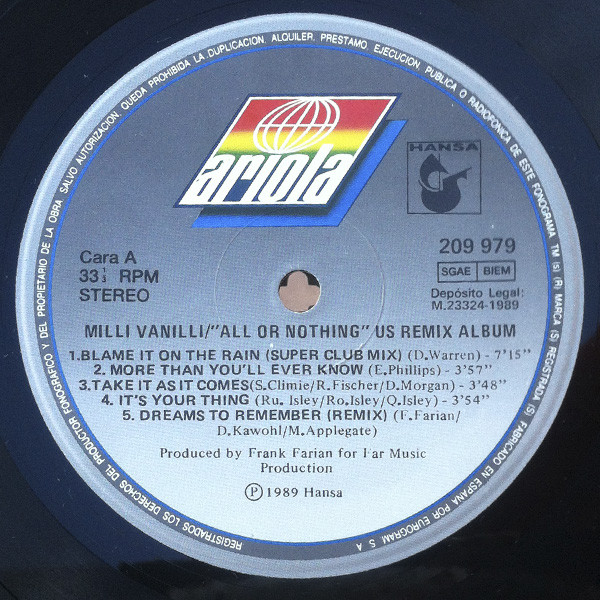 REGISTRADOS LOS DERECHOS DEL PRODUCTOR FONOGRAFICO Y DEL PROPIETARIO DE LA OBRA. SALVO AUTORIZACION, QUEDA PROHIBIDA LA DUPLICACION, ALQUILER, PRESTAMO, EJECUCION PUBLICA O RADIOFONICA DE ESTE FONOGRAMA TM (s) (R) MARCA (S) REGISTRADA (S) FABRICADO EN ESPAÑA POR EUROGRAM, S A
ariola
HANSA
Cara A
33⅓ RPM
STEREO
209 979
SGAE BIEM
Depósito Legal:
M.23324-1989
MILLI VANILLI/"ALL OR NOTHING" US REMIX ALBUM
1.BLAME IT ON THE RAIN (SUPER CLUB MIX) (D.Warren) - 7'15"
2. MORE THAN YOU'LL EVER KNOW (E.Phillips) - 3'57"
3.TAKE IT AS IT COMES(S.Climie/R.Fischer/D.Morgan) - 3'48"
4. IT'S YOUR THING (Ru. Isley/Ro.Isley/O.Isley) - 3'54"
5. DREAMS TO REMEMBER (REMIX) (F.Farian/
D.Kawohl/M.Applegate)
Produced by Frank Farian for Far Music
Production
Ⓟ 1989 Hansa